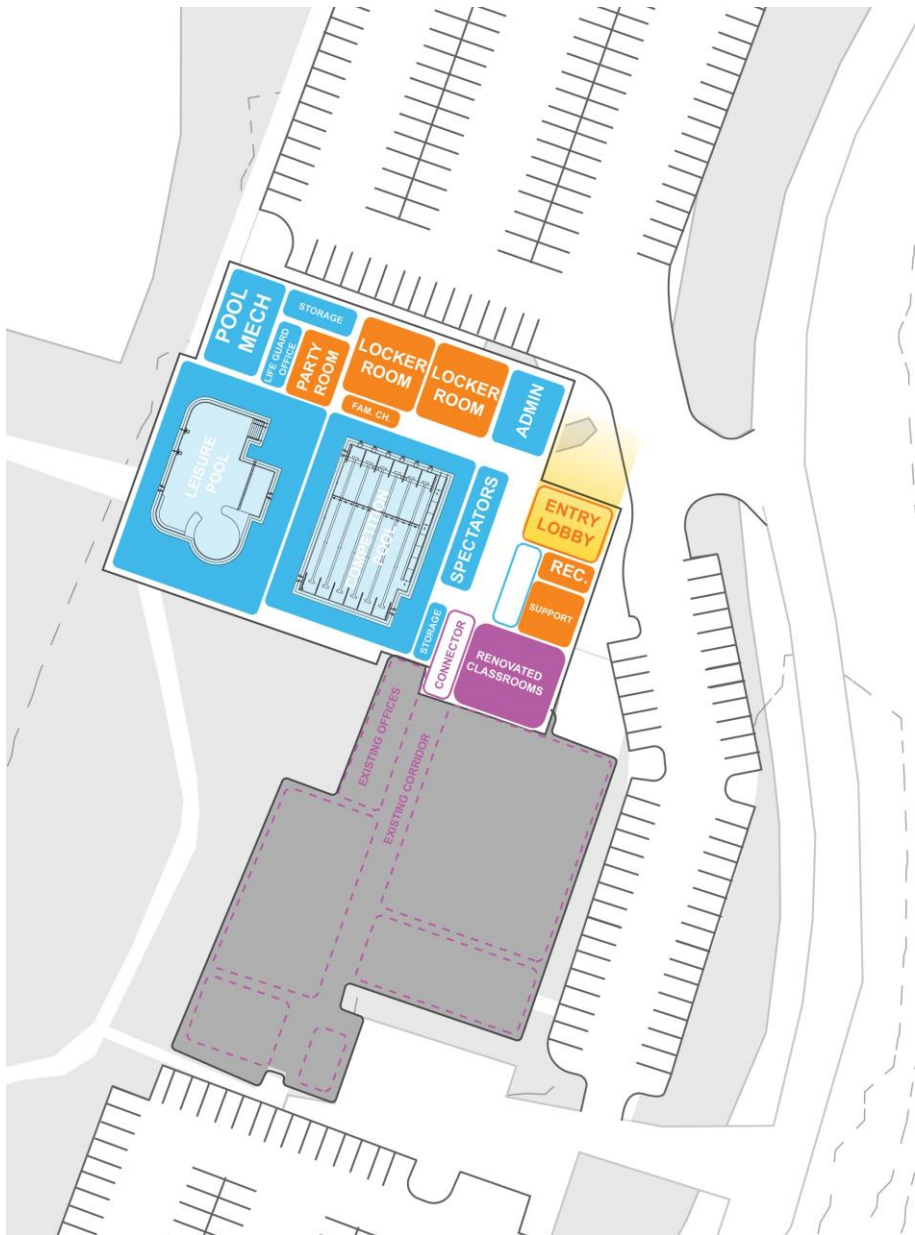 POOL
MECH
STORAGE
LIFE GUARD
OFFICE
PARTY
ROOM
LOCKER
ROOM
LOCKER
ROOM
ADMIN
FAM. CH.
LEISURE
POOL
COMPETITION
POOL
SPECTATORS
ENTRY
LOBBY
REC.
SUPPORT
STORAGE
CONNECTOR
RENOVATED
CLASSROOMS
EXISTING OFFICES
EXISTING CORRIDOR